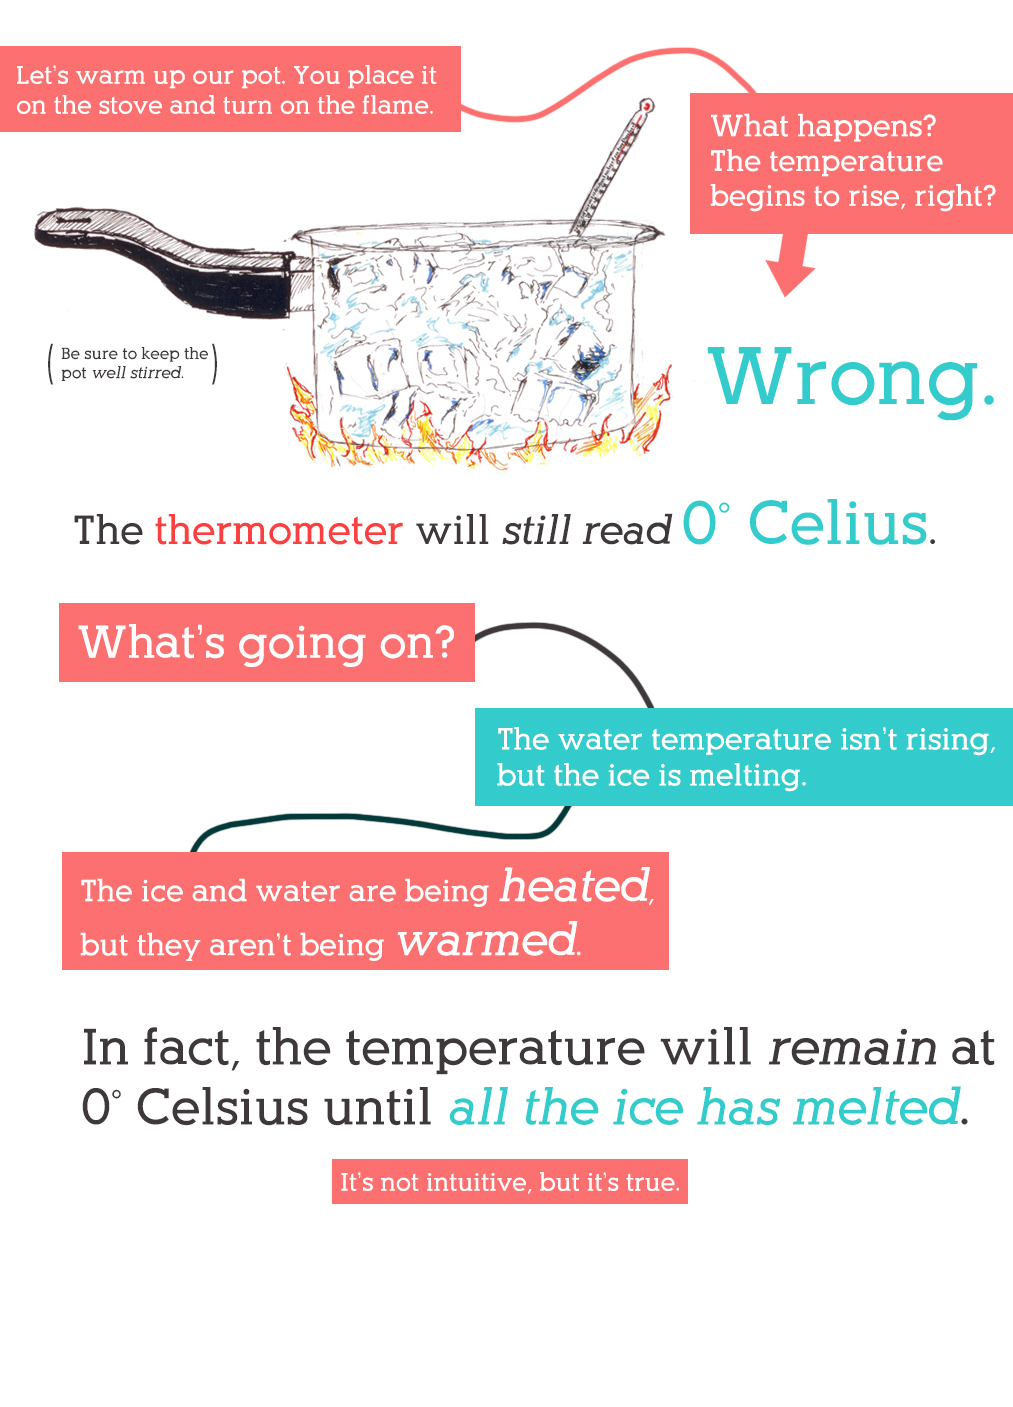 Let's warm up our pot. You place it
on the stove and turn on the flame.
What happens?
The temperature
begins to rise, right?
Wrong.
(Be sure to keep the
pot well stirred.)
The thermometer will still read 0° Celius.
What's going on?
The water temperature isn't rising,
but the ice is melting.
The ice and water are being heated,
but they aren't being warmed.
In fact, the temperature will remain at
0° Celsius until all the ice has melted.
It's not intuitive, but it's true.